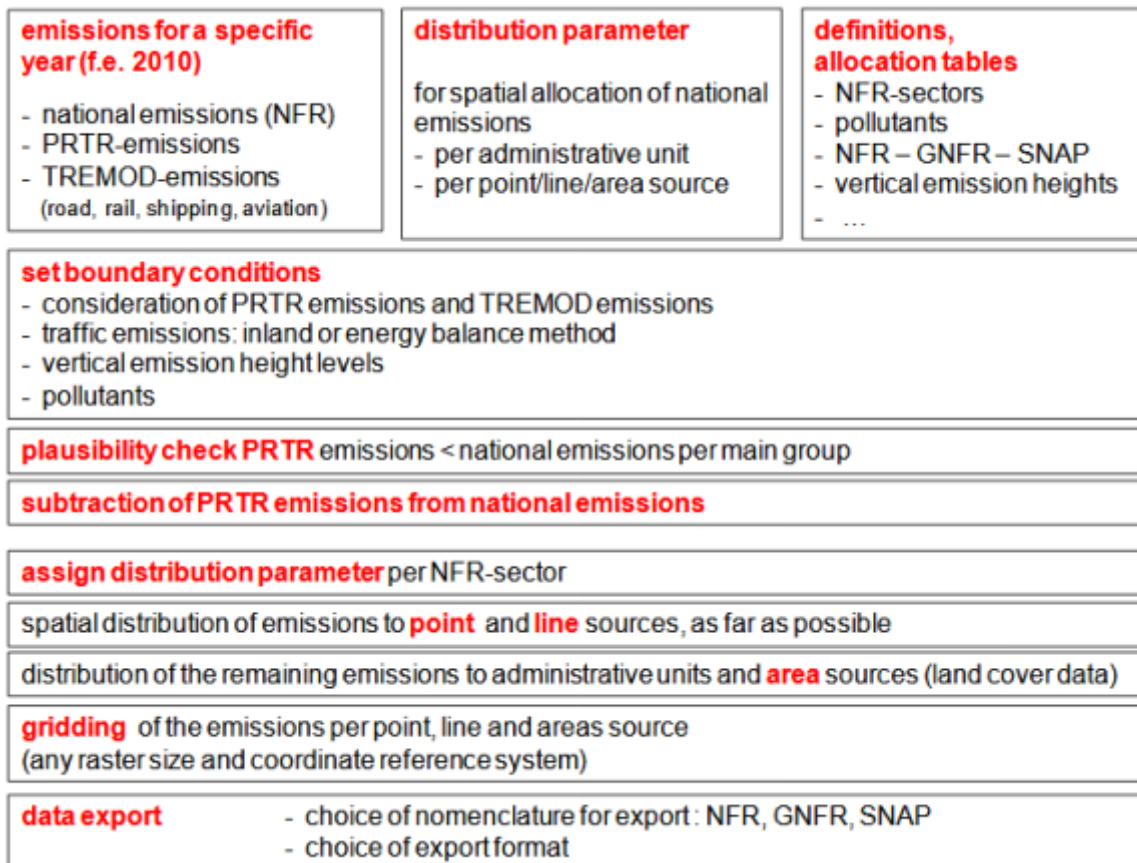 emissions for a specific
year (f.e. 2010)
- national emissions (NFR)
- PRTR-emissions
- TREMOD-emissions
(road, rail, shipping, aviation)
distribution parameter
for spatial allocation of national
emissions
- per administrative unit
- per point/line/area source
definitions,
allocation tables
- NFR-sectors
- pollutants
- NFR – GNFR – SNAP
- vertical emission heights
- ...
set boundary conditions
- consideration of PRTR emissions and TREMOD emissions
- traffic emissions: inland or energy balance method
- vertical emission height levels
- pollutants
plausibility check PRTR emissions < national emissions per main group
subtraction of PRTR emissions from national emissions
assign distribution parameter per NFR-sector
spatial distribution of emissions to point and line sources, as far as possible
distribution of the remaining emissions to administrative units and area sources (land cover data)
gridding of the emissions per point, line and areas source
(any raster size and coordinate reference system)
data export - choice of nomenclature for export : NFR, GNFR, SNAP
- choice of export format